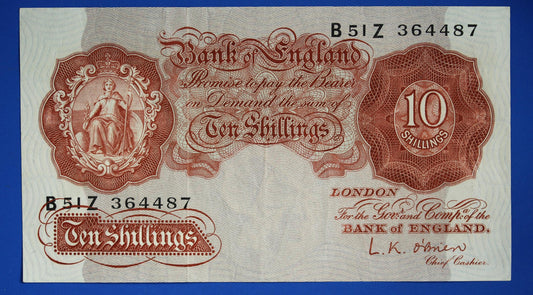 B51Z 364487
Bank of England
Promise to pay the Bearer
on Demand the sum of
Ten Shillings
10
SHILLINGS
B51Z 364487
Ten Shillings
LONDON
For the Govr. and Compa. of the
BANK OF ENGLAND.
L. K. O'Brien
Chief Cashier.